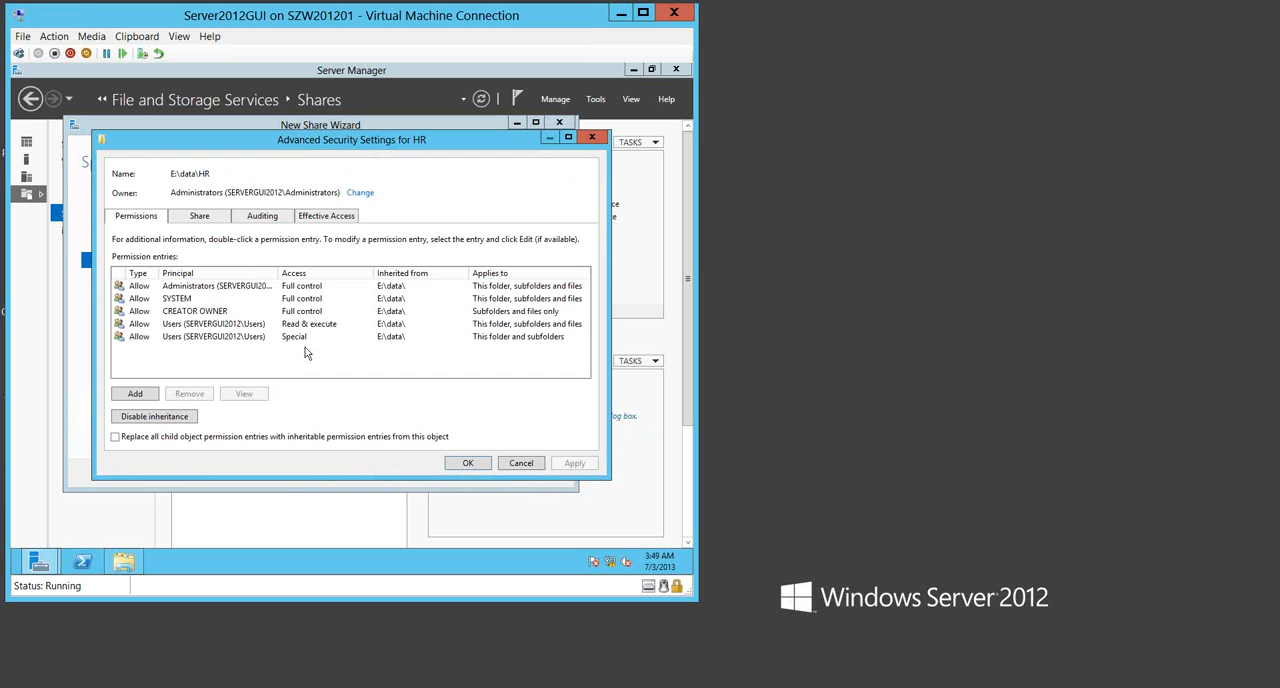 Server2012GUI on SZW201201 - Virtual Machine Connection
File Action Media Clipboard View Help
Server Manager
File and Storage Services Shares
Manage Tools View Help
New Share Wizard
Advanced Security Settings for HR
TASKS
Name: E:\data\HR
Owner: Administrators (SERVERGUI2012\Administrators) Change
Permissions Share Auditing Effective Access
For additional information, double-click a permission entry. To modify a permission entry, select the entry and click Edit (if available).
Permission entries:
Type Principal Access Inherited from Applies to
Allow Administrators (SERVERGUI20... Full control E:\data\ This folder, subfolders and files
Allow SYSTEM Full control E:\data\ This folder, subfolders and files
Allow CREATOR OWNER Full control E:\data\ Subfolders and files only
Allow Users (SERVERGUI2012\Users) Read & execute E:\data\ This folder, subfolders and files
Allow Users (SERVERGUI2012\Users) Special E:\data\ This folder and subfolders
TASKS
Add Remove View
Disable inheritance
log box.
Replace all child object permission entries with inheritable permission entries from this object
OK Cancel Apply
3:49 AM
7/3/2013
Status: Running
Windows Server 2012